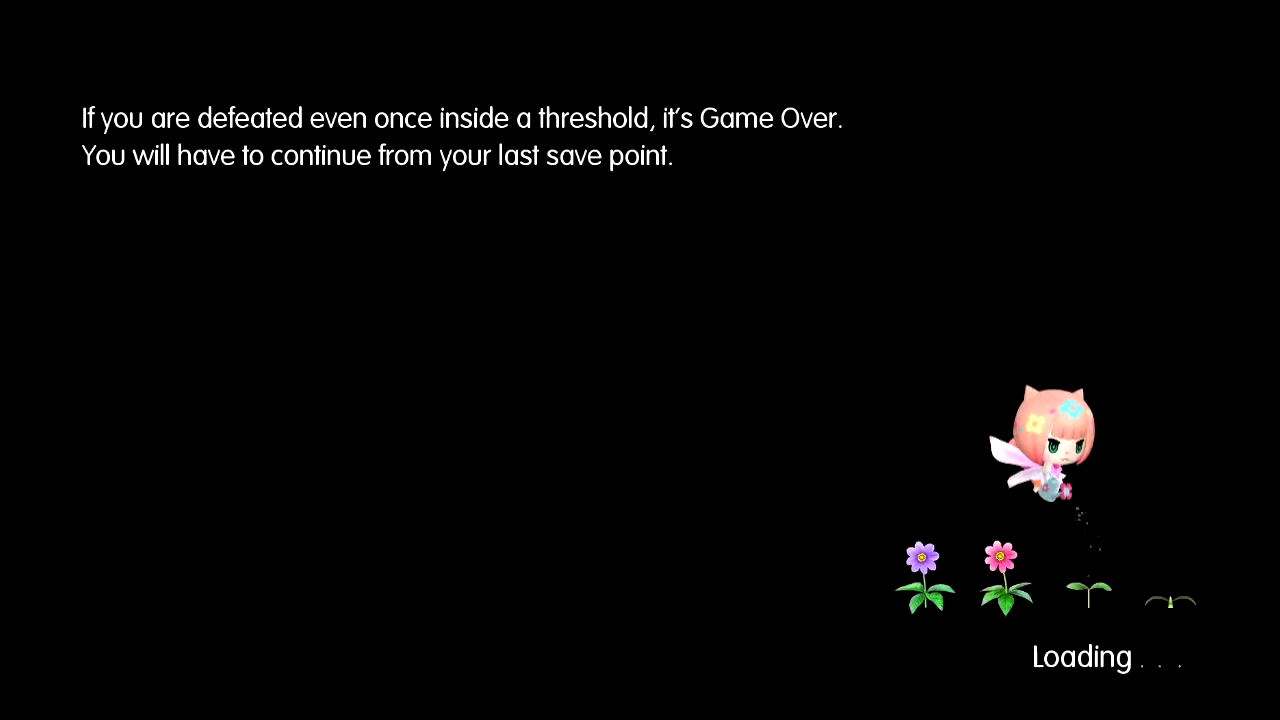 If you are defeated even once inside a threshold, it's Game Over.
You will have to continue from your last save point.
Loading . . .